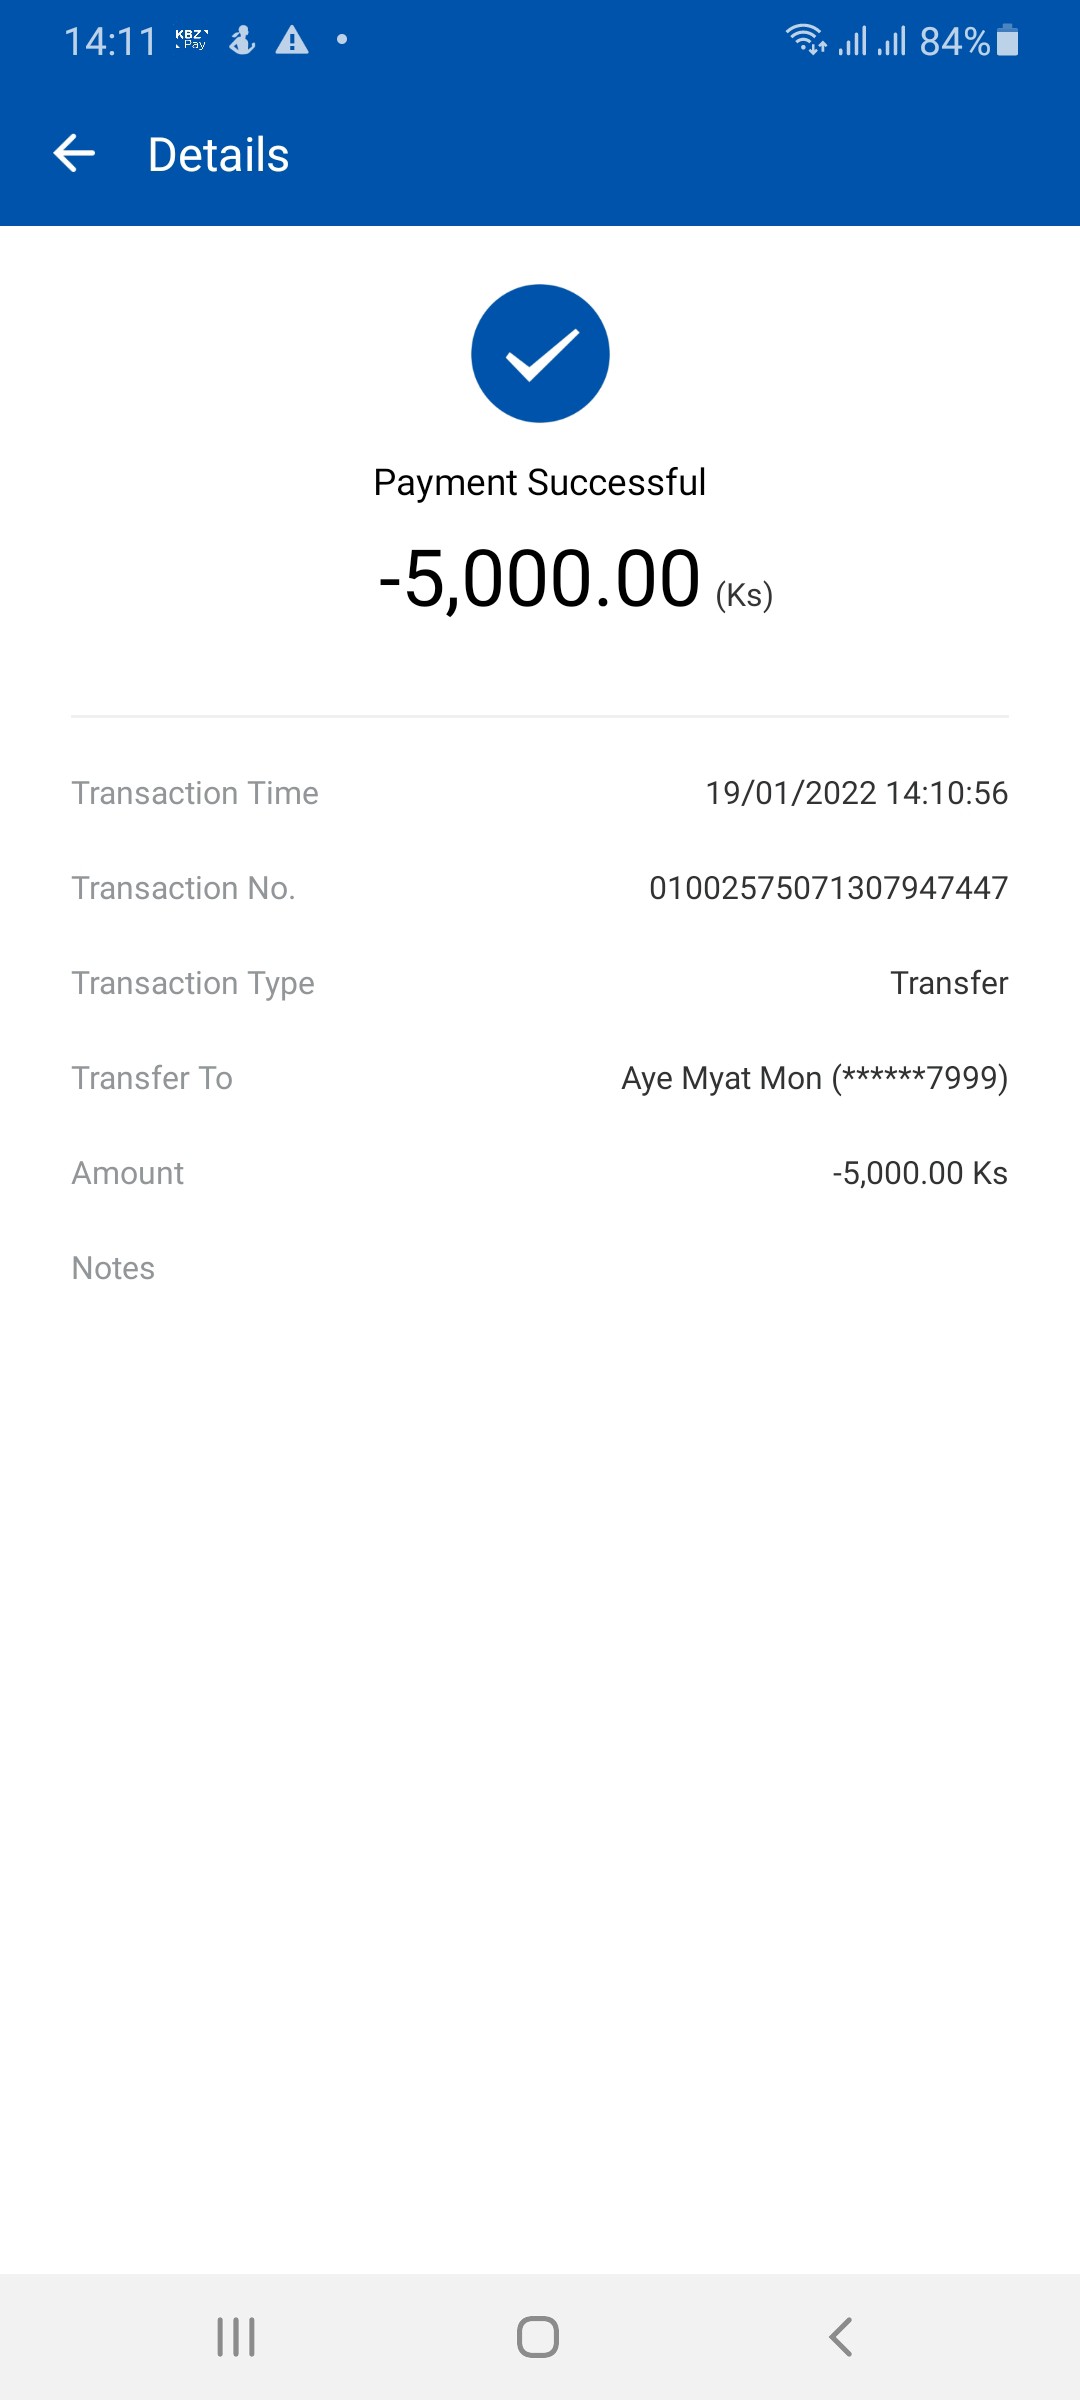 14:11 KBZ Pay 84%
Details
Payment Successful
-5,000.00 (Ks)
Transaction Time 19/01/2022 14:10:56
Transaction No. 01002575071307947447
Transaction Type Transfer
Transfer To Aye Myat Mon (******7999)
Amount -5,000.00 Ks
Notes